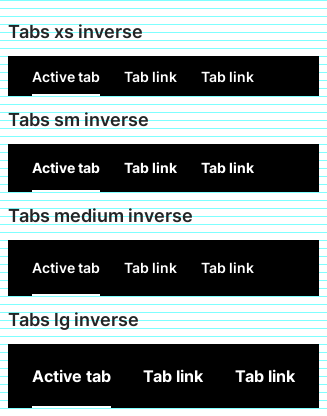 Tabs xs inverse
Active tab Tab link Tab link
Tabs sm inverse
Active tab Tab link Tab link
Tabs medium inverse
Active tab Tab link Tab link
Tabs lg inverse
Active tab Tab link Tab link